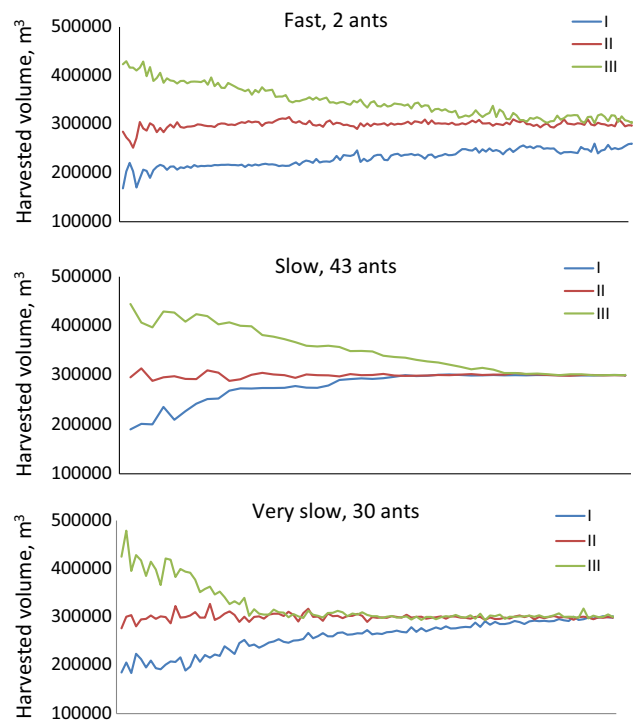 Fast, 2 ants
I
II
III
500000
400000
300000
200000
100000
Harvested volume, m³
Slow, 43 ants
I
II
III
500000
400000
300000
200000
100000
Harvested volume, m³
Very slow, 30 ants
I
II
III
500000
400000
300000
200000
100000
Harvested volume, m³